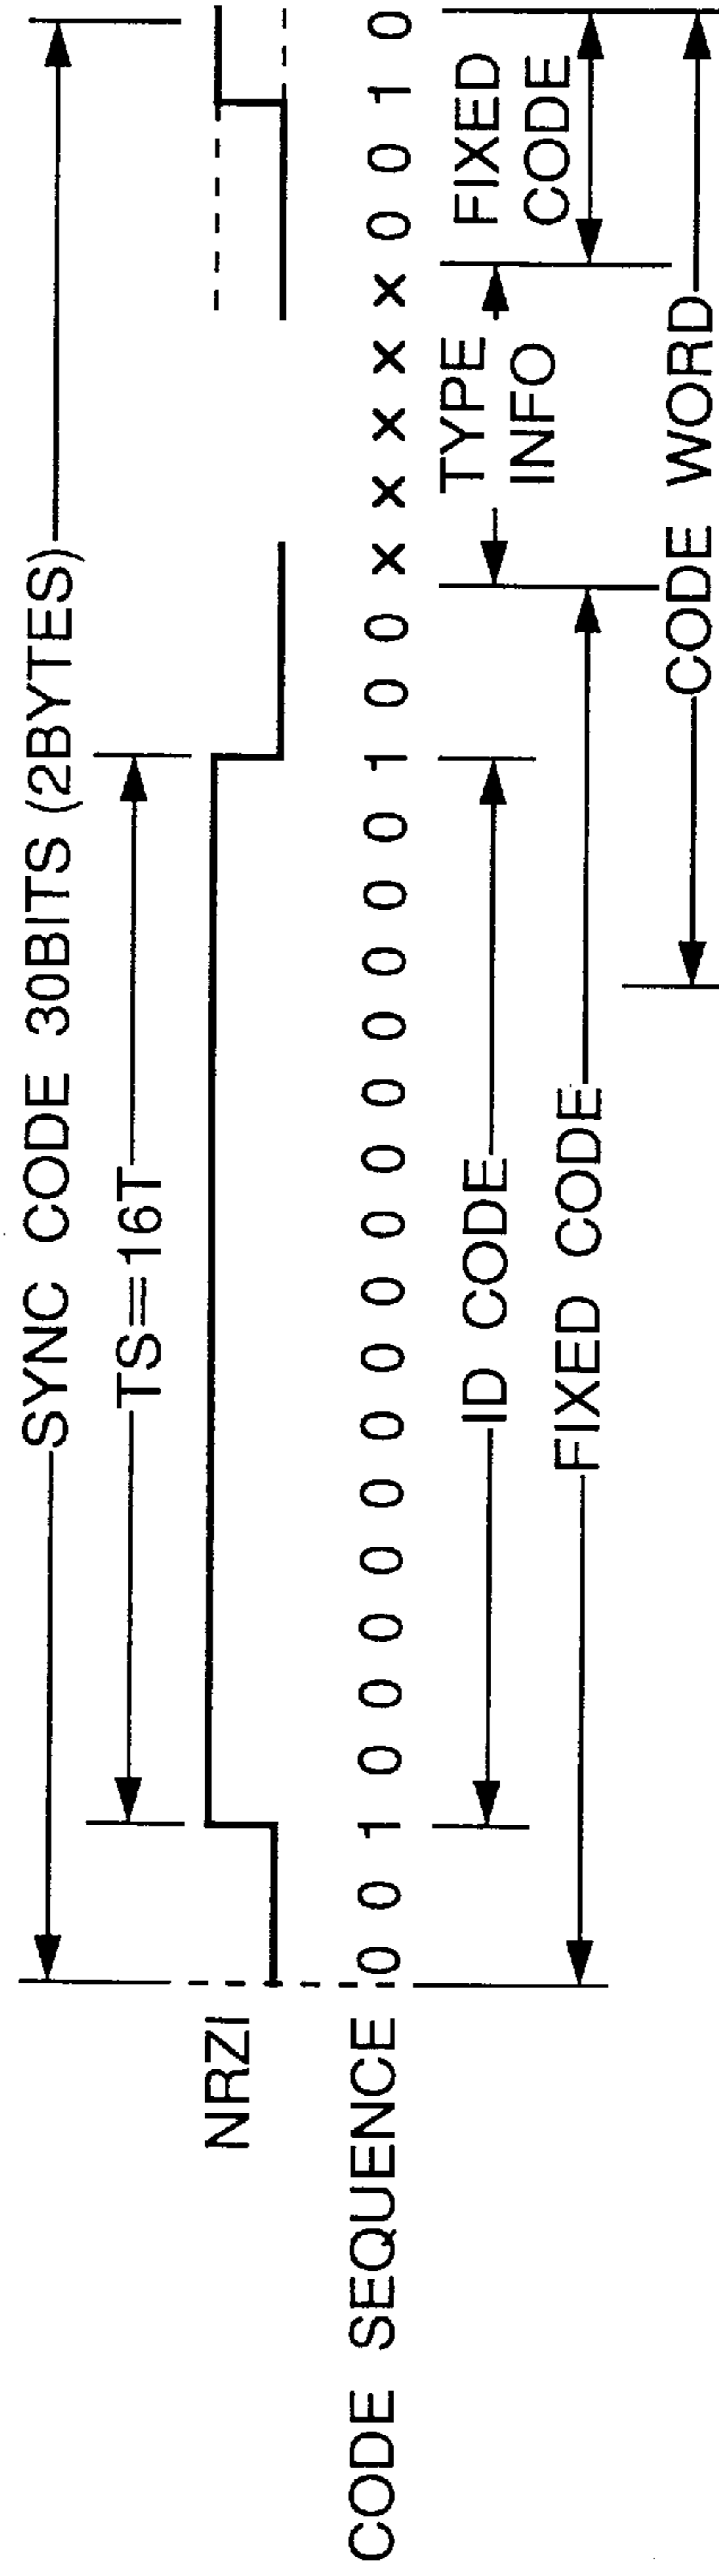 SYNC CODE 30BITS (2BYTES)
TS=16T
NRZI
CODE SEQUENCE 0 0 1 0 0 0 0 0 0 0 0 0 0 0 0 0 0 0 1 0 0 x x x x x 0 0 1 0
ID CODE
TYPE
INFO
FIXED
CODE
FIXED CODE
CODE WORD